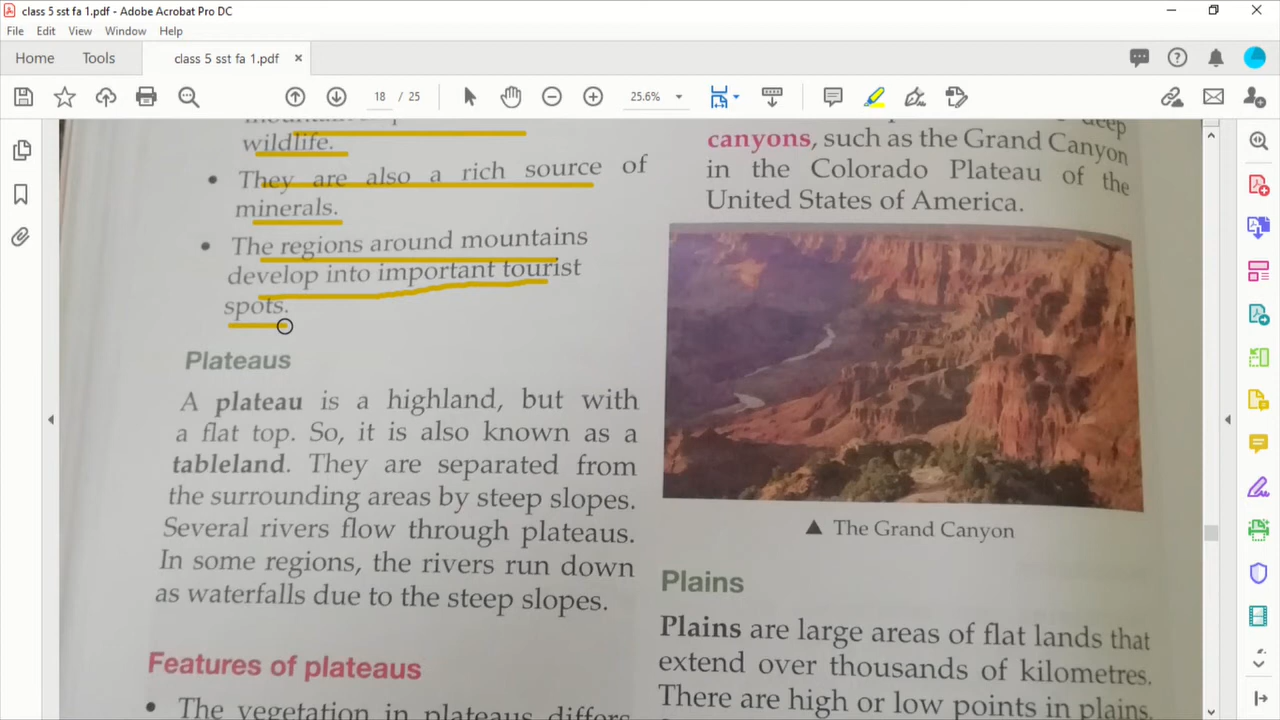 class 5 sst fa 1.pdf - Adobe Acrobat Pro DC
File Edit View Window Help
Home Tools class 5 sst fa 1.pdf ×
18 / 25 25.6%
wildlife.
• They are also a rich source of
minerals.
• The regions around mountains
develop into important tourist
spots.
Plateaus
A plateau is a highland, but with
a flat top. So, it is also known as a
tableland. They are separated from
the surrounding areas by steep slopes.
Several rivers flow through plateaus.
In some regions, the rivers run down
as waterfalls due to the steep slopes.
Features of plateaus
• The vegetation in plateaus differs
deep
canyons, such as the Grand Canyon
in the Colorado Plateau of the
United States of America.
▲ The Grand Canyon
Plains
Plains are large areas of flat lands that
extend over thousands of kilometres.
There are high or low points in plains.